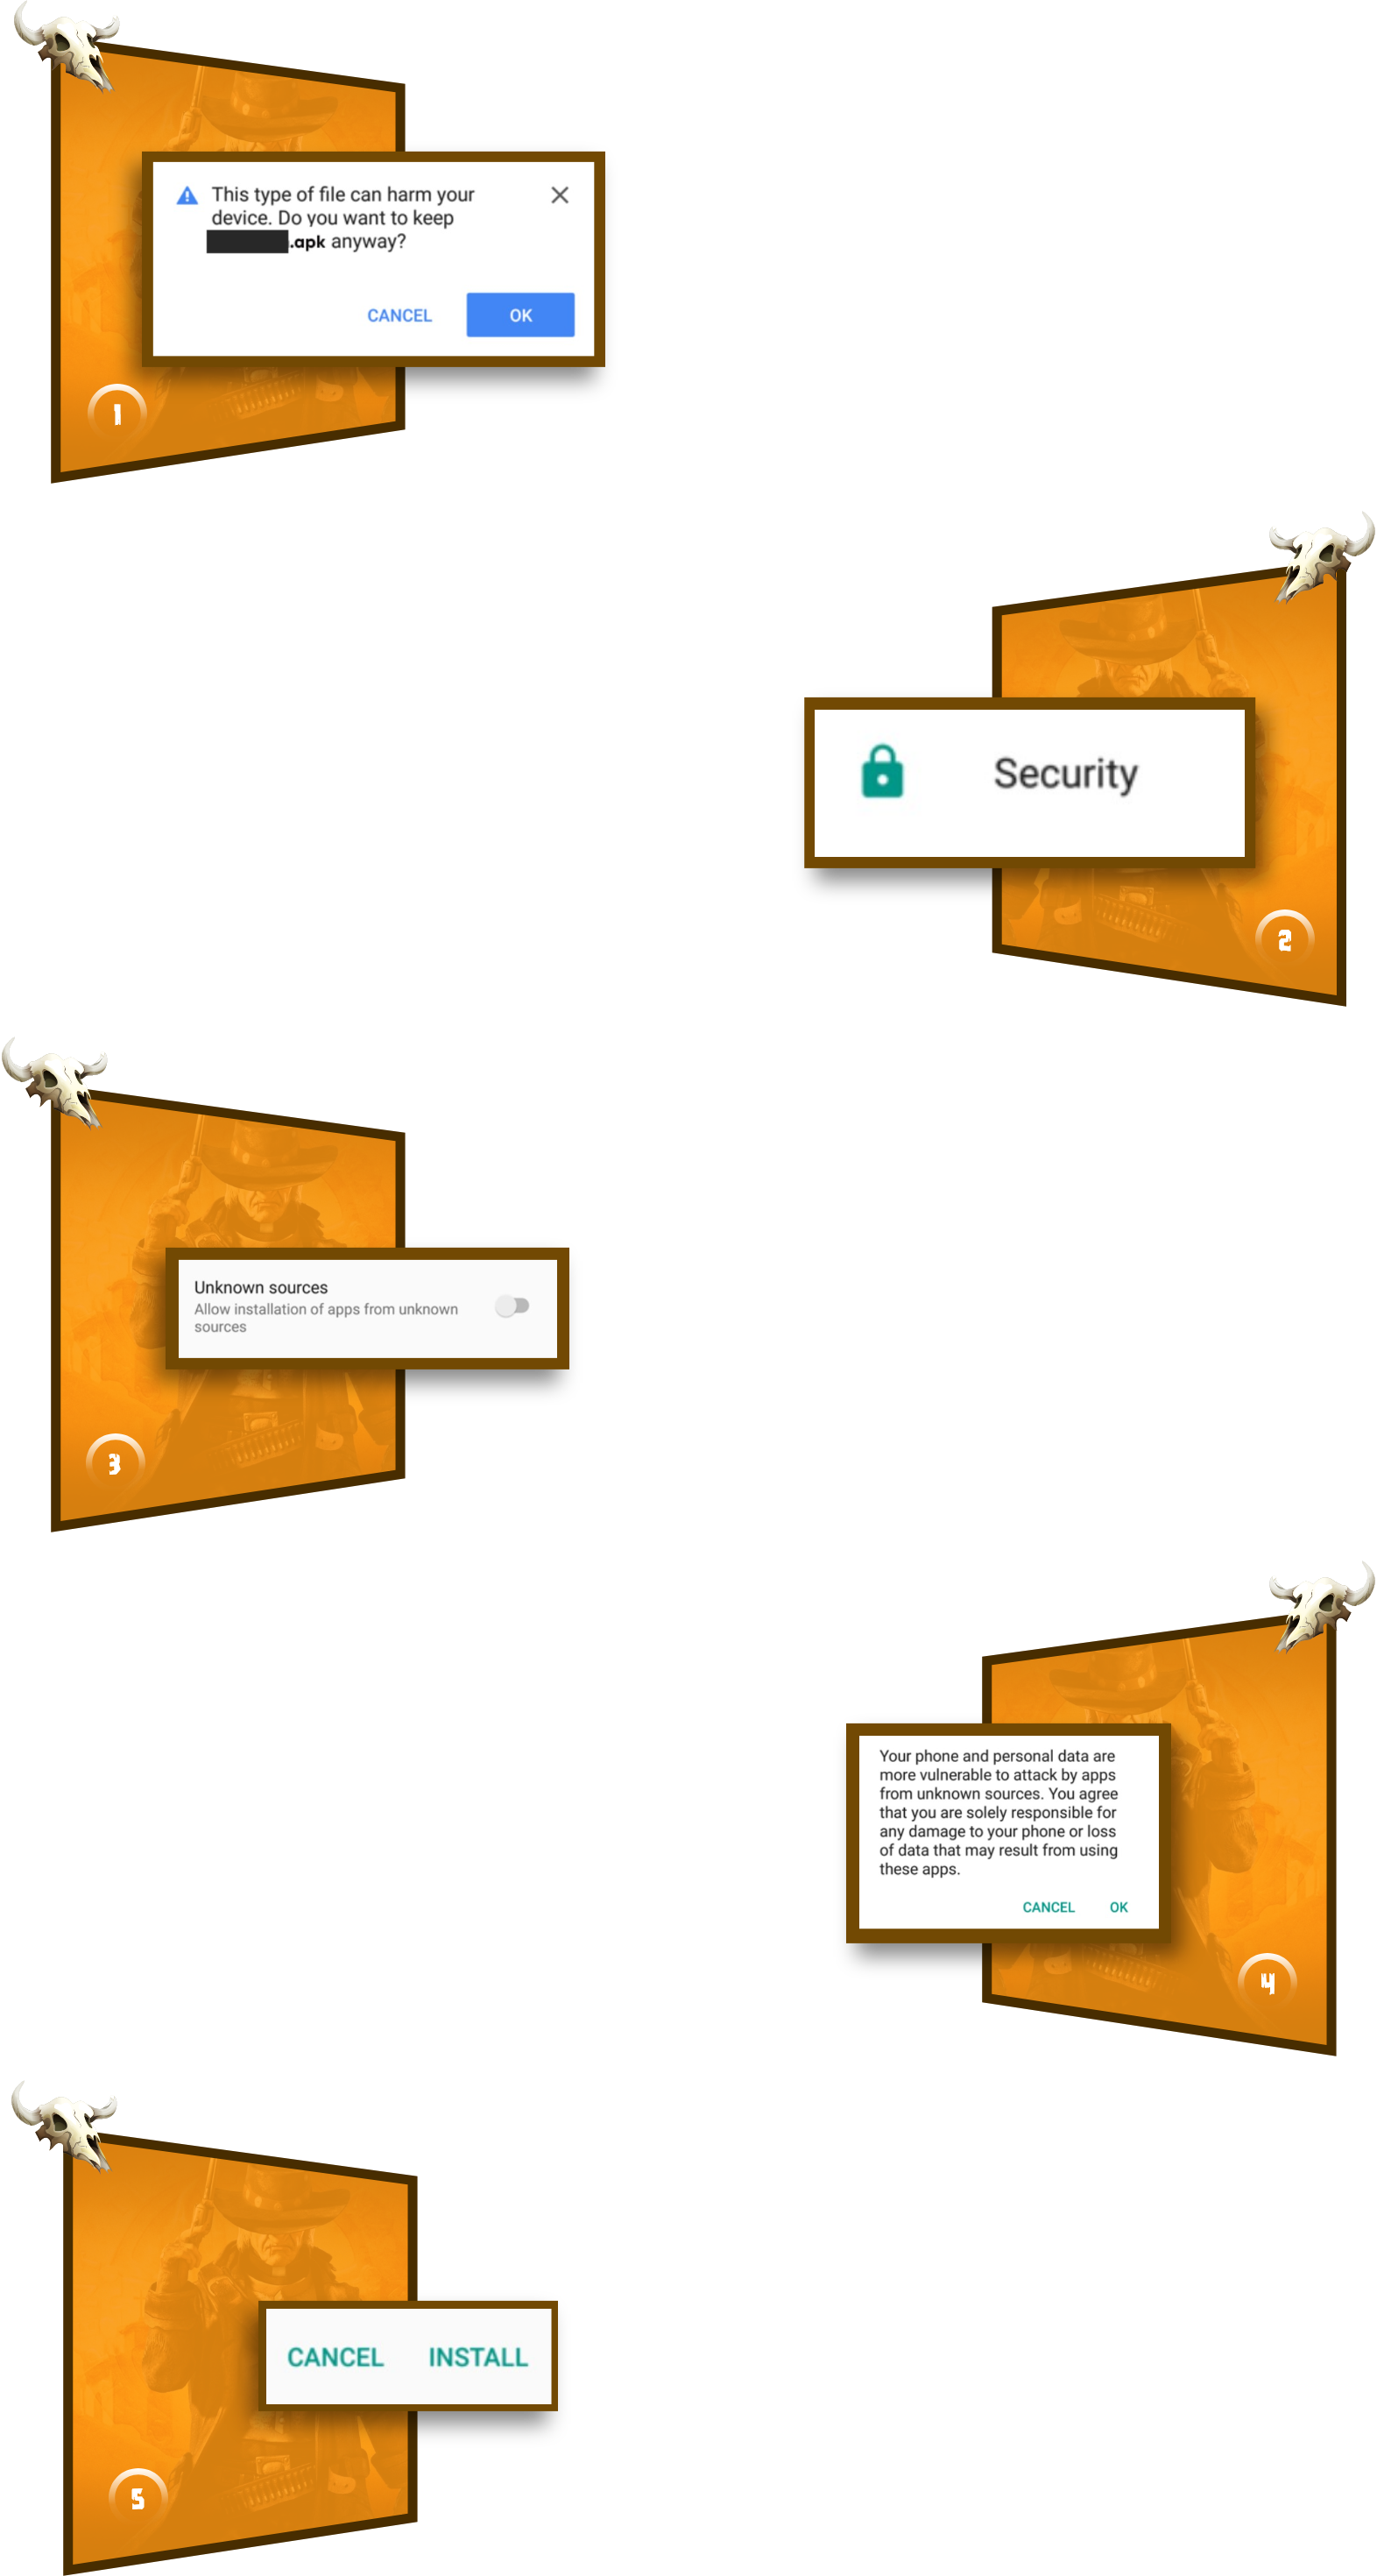 This type of file can harm your
device. Do you want to keep
.apk anyway?
CANCEL OK
1
Security
2
Unknown sources
Allow installation of apps from unknown
sources
3
Your phone and personal data are
more vulnerable to attack by apps
from unknown sources. You agree
that you are solely responsible for
any damage to your phone or loss
of data that may result from using
these apps.
CANCEL OK
4
CANCEL INSTALL
5